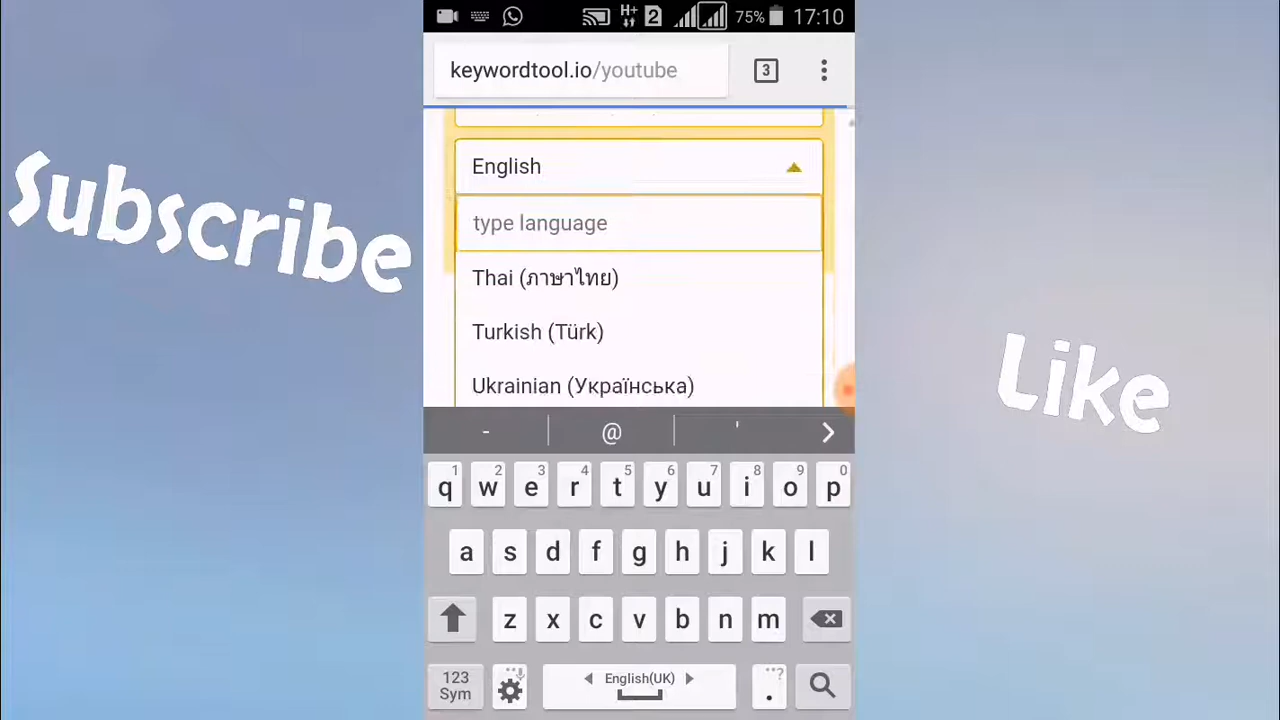 H+ 2 75% 17:10
keywordtool.io/youtube 3
English
type language
Thai (ภาษาไทย)
Turkish (Türk)
Ukrainian (Українська)
Subscribe
Like
- @ '
1 2 3 4 5 6 7 8 9 0
q w e r t y u i o p
a s d f g h j k l
z x c v b n m
123
Sym
English(UK)
. ?